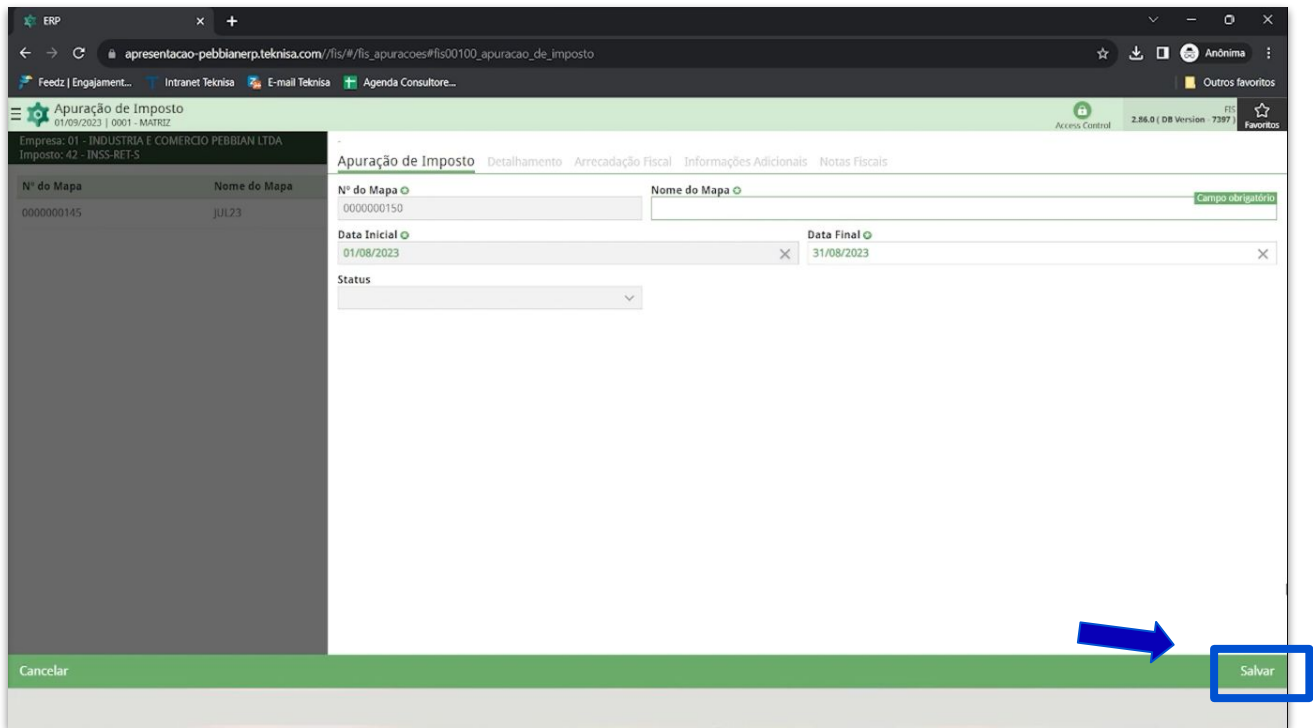 ERP
apresentacao-pebbianerp.teknisa.com//fis/#/fis_apuracoes#fis00100_apuracao_de_imposto
Anônima
Feedz | Engajament... Intranet Teknisa E-mail Teknisa Agenda Consultore... Outros favoritos
Apuração de Imposto
01/09/2023 | 0001 - MATRIZ
Access Control
2.86.0 ( DB Version - 7397 )
FIS
Favoritos
Empresa: 01 - INDUSTRIA E COMERCIO PEBBIAN LTDA
Imposto: 42 - INSS-RET-S
Nº do Mapa Nome do Mapa
0000000145 JUL23
-
Apuração de Imposto Detalhamento Arrecadação Fiscal Informações Adicionais Notas Fiscais
Nº do Mapa Nome do Mapa
Campo obrigatório
0000000150
Data Inicial Data Final
01/08/2023 31/08/2023
Status
Cancelar Salvar